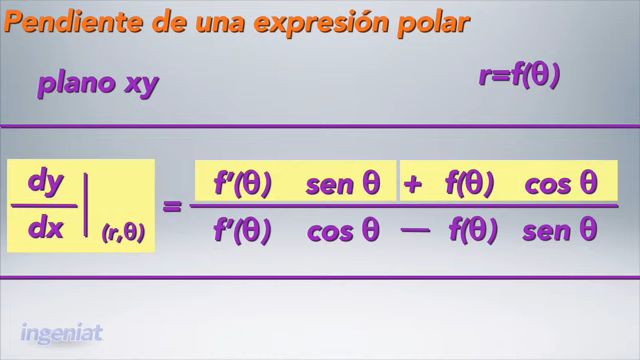 Pendiente de una expresión polar
plano xy
r=f(θ)
dy
dx
(r,θ)
=
f'(θ) sen θ + f(θ) cos θ
f'(θ) cos θ — f(θ) sen θ
ingeniat